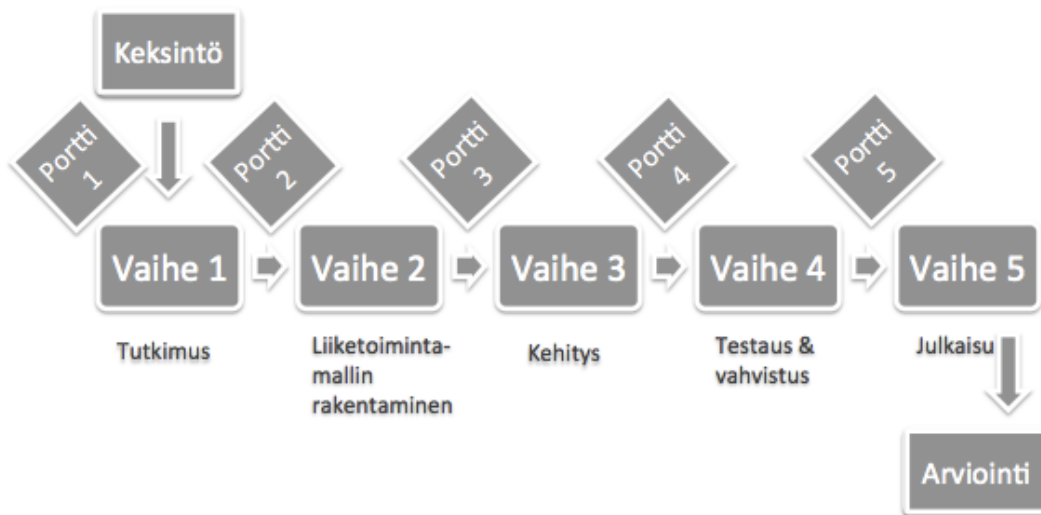 Keksintö
Portti
1
Portti
2
Portti
3
Portti
4
Portti
5
Vaihe 1
Vaihe 2
Vaihe 3
Vaihe 4
Vaihe 5
Tutkimus
Liiketoiminta-
mallin
rakentaminen
Kehitys
Testaus &
vahvistus
Julkaisu
Arviointi